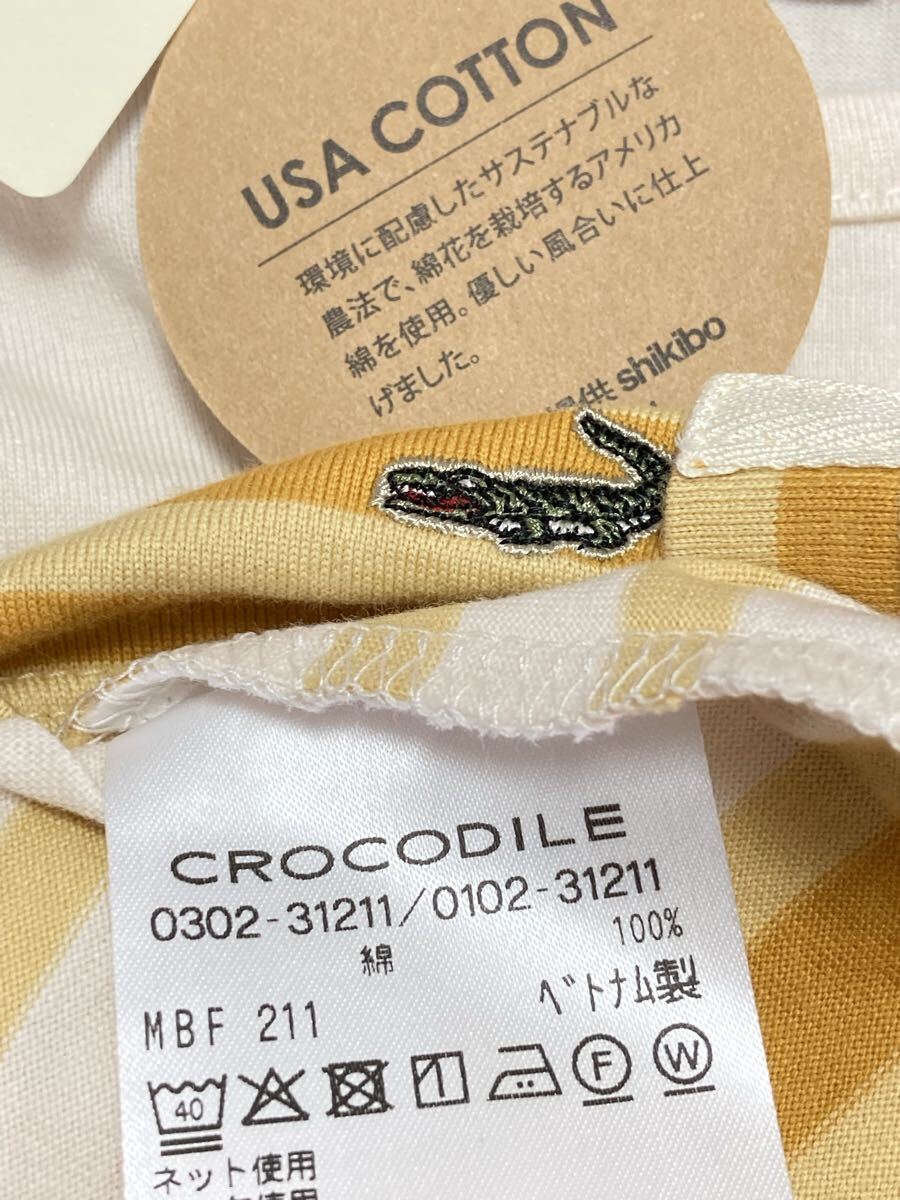 USA COTTON
環境に配慮したサステナブルな
農法で、綿花を栽培するアメリカ
綿を使用。優しい風合いに仕上
げました。
供 shikibo
CROCODILE
0302-31211/0102-31211
綿 100%
ベトナム製
MBF 211
40
F
W
ネット使用